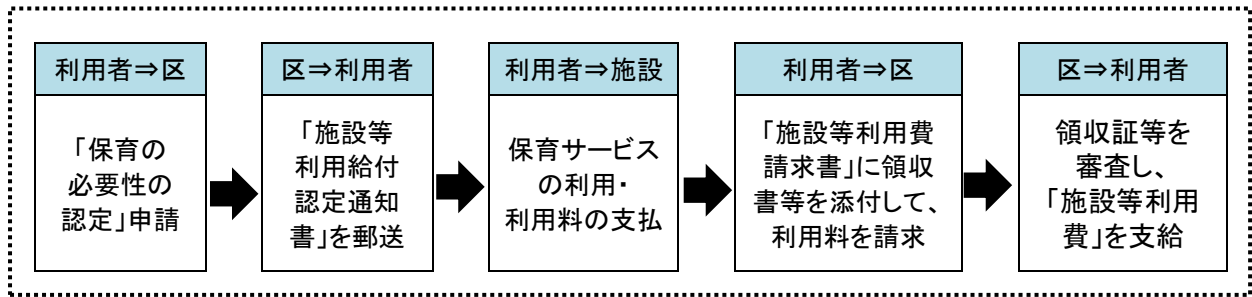 利用者⇒区
「保育の
必要性の
認定」申請
区⇒利用者
「施設等
利用給付
認定通知
書」を郵送
利用者⇒施設
保育サービス
の利用・
利用料の支払
利用者⇒区
「施設等利用費
請求書」に領収
書等を添付して、
利用料を請求
区⇒利用者
領収証等を
審査し、
「施設等利用
費」を支給